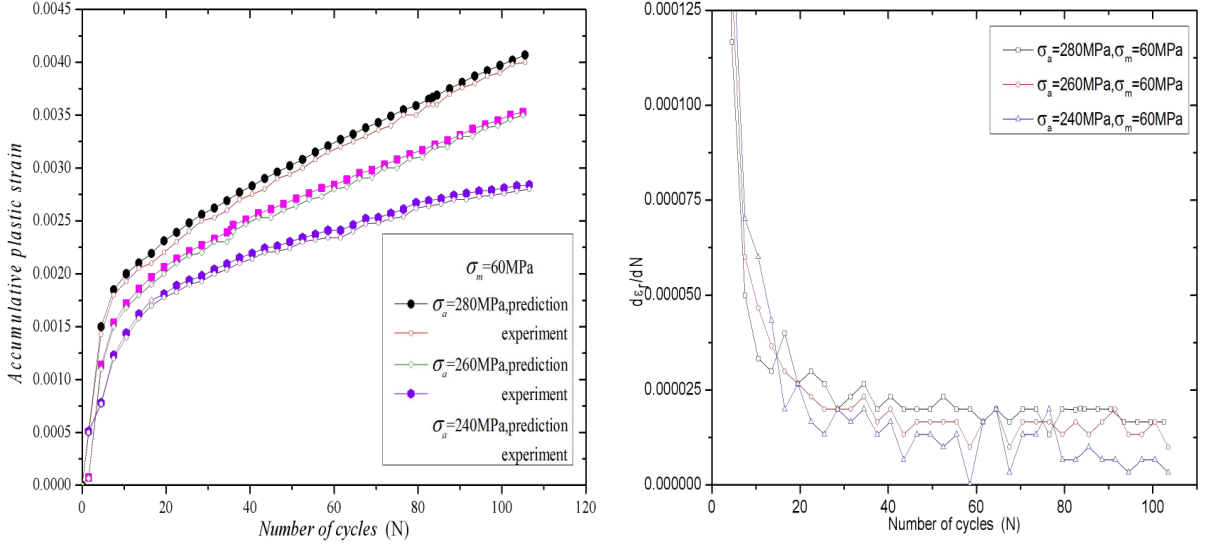 Accumulative plastic strain
0.0040
0.0035
0.0030
0.0025
0.0020
0.0015
0.0010
0.0005
0.0000
0 20 40 60 80 100 120
Number of cycles (N)
σm=60MPa
σa=280MPa,prediction
experiment
σa=260MPa,prediction
experiment
σa=240MPa,prediction
experiment
dεr/dN
0.000125
0.000100
0.000075
0.000050
0.000025
0.000000
0 20 40 60 80 100
Number of cycles (N)
σa=280MPa,σm=60MPa
σa=260MPa,σm=60MPa
σa=240MPa,σm=60MPa